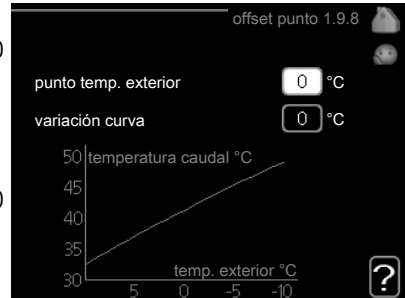 offset punto 1.9.8
punto temp. exterior 0 °C
variación curva 0 °C
50 temperatura caudal °C
45
40
35
30
temp. exterior °C
5 0 -5 -10
?